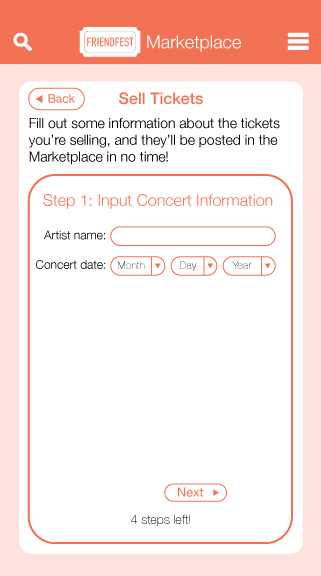 FRIENDFEST Marketplace
Back
Sell Tickets
Fill out some information about the tickets
you're selling, and they'll be posted in the
Marketplace in no time!
Step 1: Input Concert Information
Artist name:
Concert date: Month Day Year
Next
4 steps left!